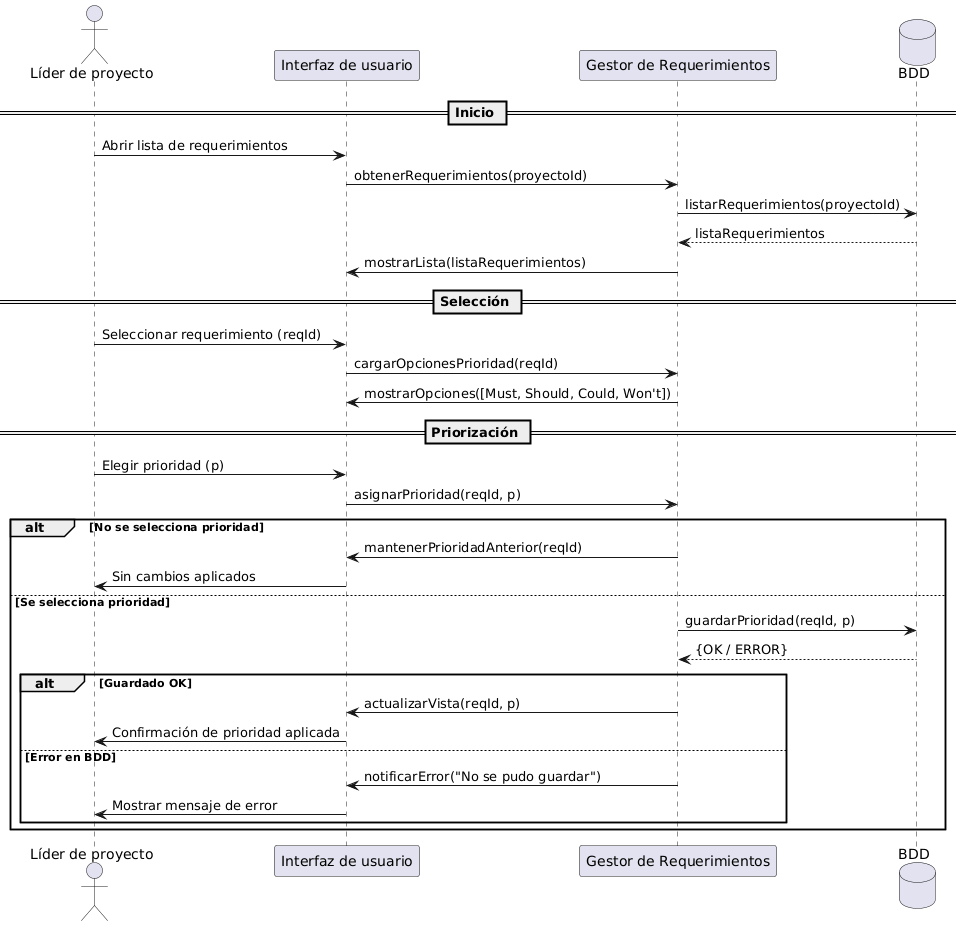 Líder de proyecto
Interfaz de usuario
Gestor de Requerimientos
BDD
Inicio
Abrir lista de requerimientos
obtenerRequerimientos(proyectoId)
listarRequerimientos(proyectoId)
listaRequerimientos
mostrarLista(listaRequerimientos)
Selección
Seleccionar requerimiento (reqId)
cargarOpcionesPrioridad(reqId)
mostrarOpciones([Must, Should, Could, Won't])
Priorización
Elegir prioridad (p)
asignarPrioridad(reqId, p)
alt
[No se selecciona prioridad]
mantenerPrioridadAnterior(reqId)
Sin cambios aplicados
[Se selecciona prioridad]
guardarPrioridad(reqId, p)
{OK / ERROR}
alt
[Guardado OK]
actualizarVista(reqId, p)
Confirmación de prioridad aplicada
[Error en BDD]
notificarError("No se pudo guardar")
Mostrar mensaje de error
Líder de proyecto
Interfaz de usuario
Gestor de Requerimientos
BDD